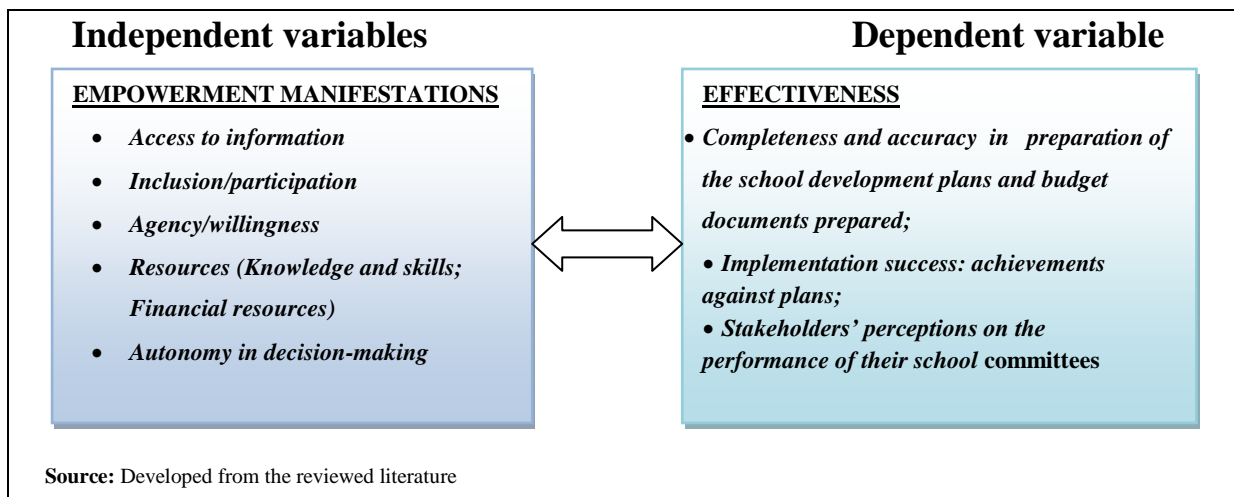 Independent variables
EMPOWERMENT MANIFESTATIONS
• Access to information
• Inclusion/participation
• Agency/willingness
• Resources (Knowledge and skills;
Financial resources)
• Autonomy in decision-making
Dependent variable
EFFECTIVENESS
• Completeness and accuracy in preparation of
the school development plans and budget
documents prepared;
• Implementation success: achievements
against plans;
• Stakeholders’ perceptions on the
performance of their school committees
Source: Developed from the reviewed literature